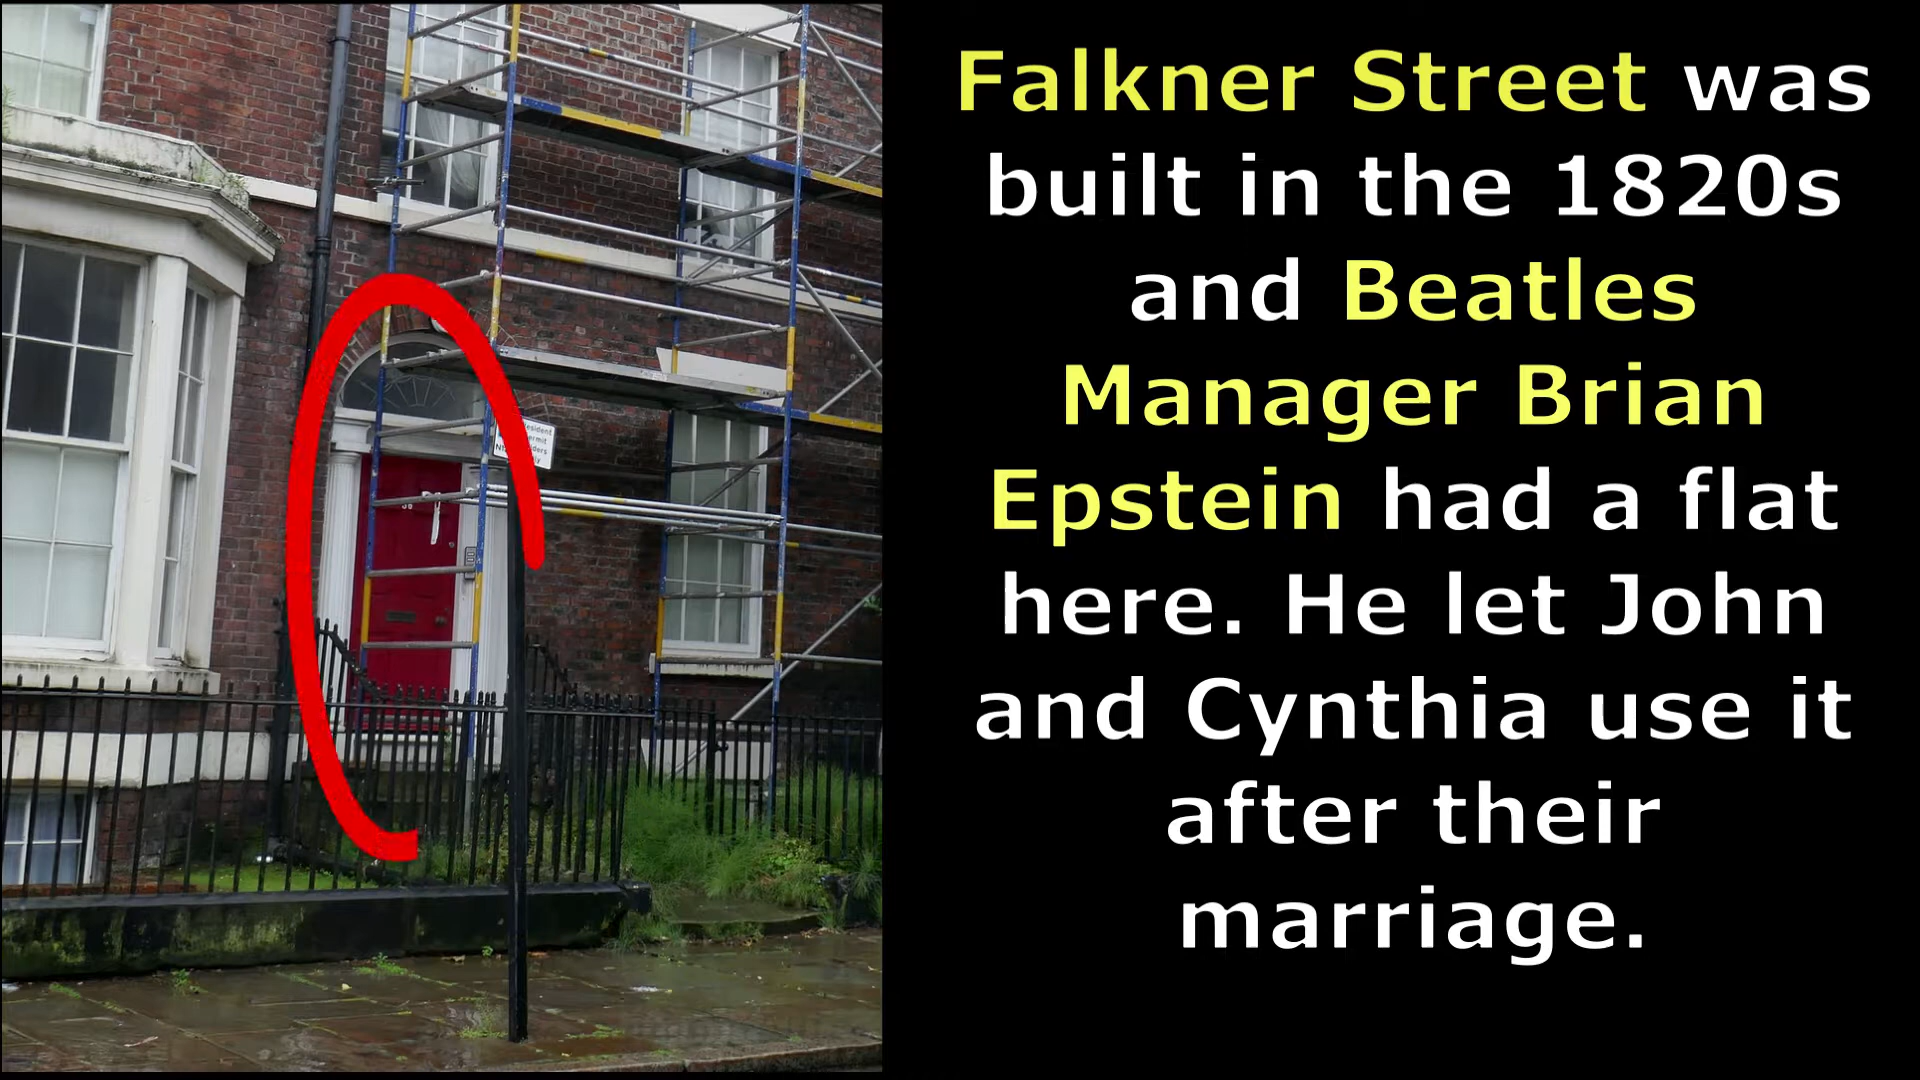 Falkner Street was
built in the 1820s
and Beatles
Manager Brian
Epstein had a flat
here. He let John
and Cynthia use it
after their
marriage.
36